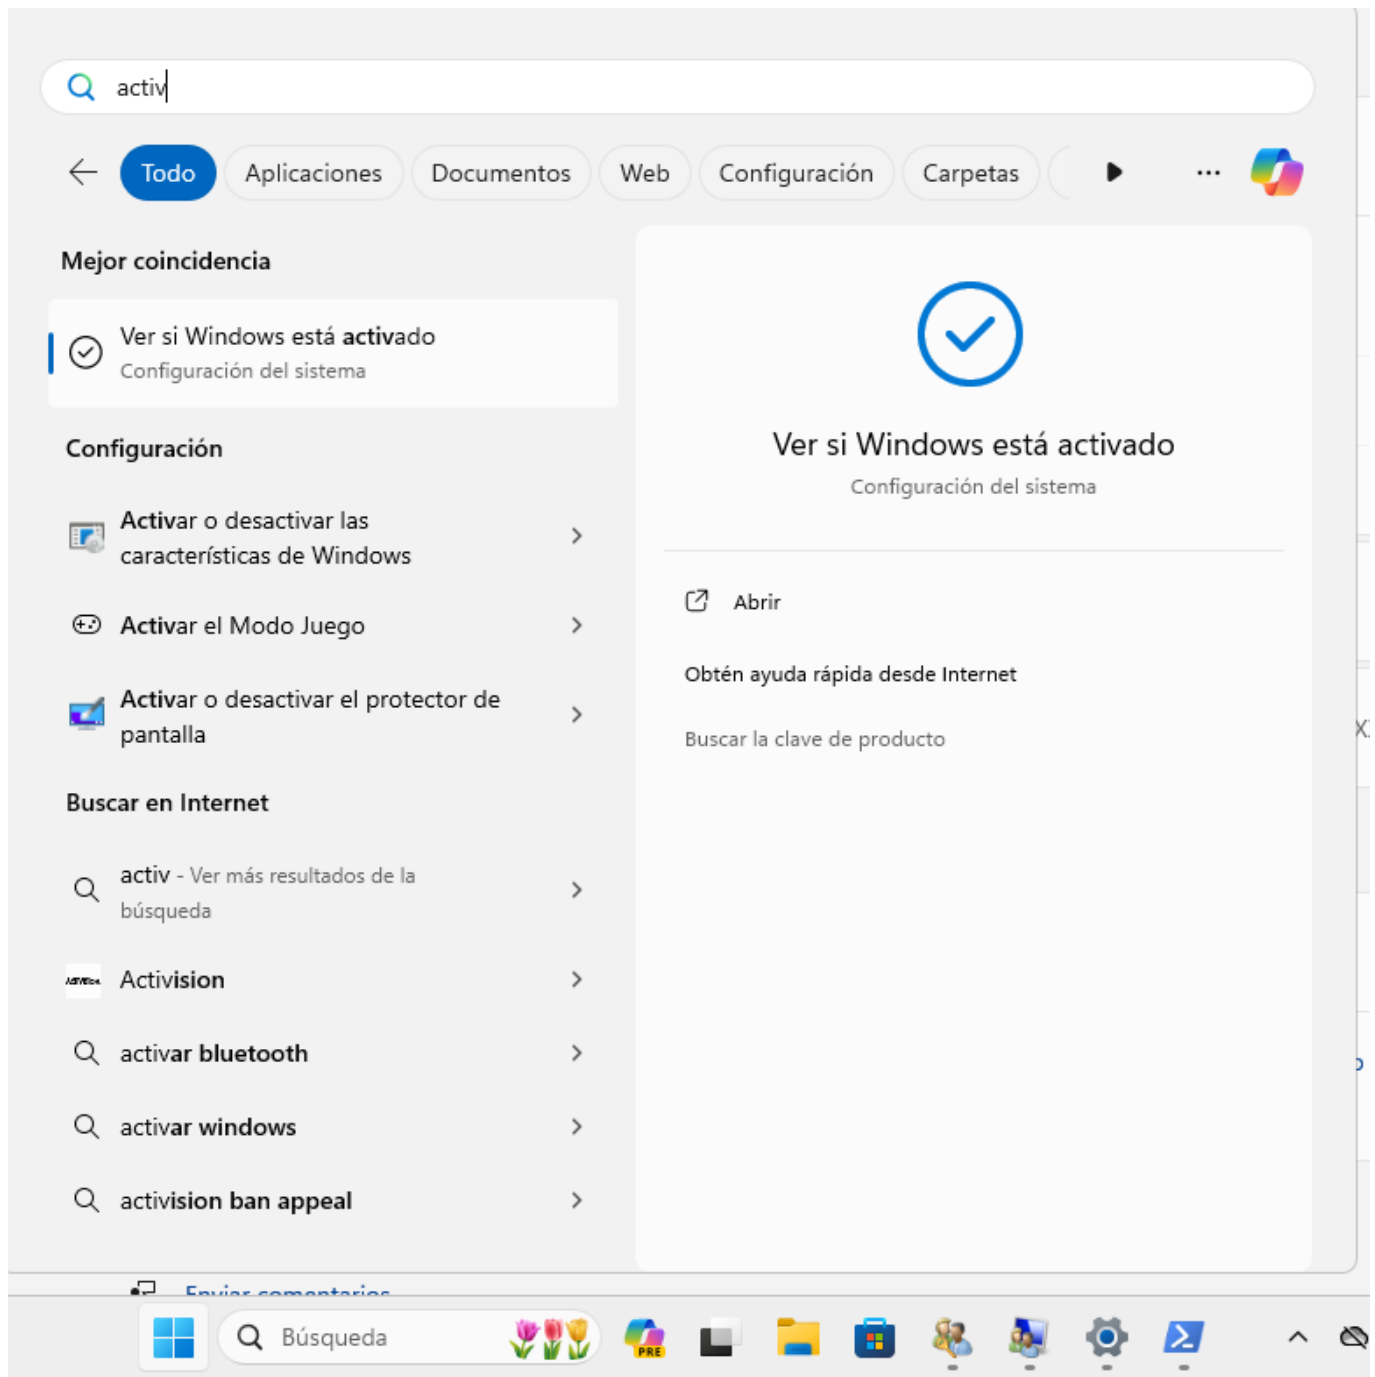 activ
Todo
Aplicaciones
Documentos
Web
Configuración
Carpetas
Mejor coincidencia
Ver si Windows está activado
Configuración del sistema
Configuración
Activar o desactivar las
características de Windows
Activar el Modo Juego
Activar o desactivar el protector de
pantalla
Buscar en Internet
activ - Ver más resultados de la
búsqueda
Activision
activar bluetooth
activar windows
activision ban appeal
Ver si Windows está activado
Configuración del sistema
Abrir
Obtén ayuda rápida desde Internet
Buscar la clave de producto
Enviar comentarios
Búsqueda
PRE